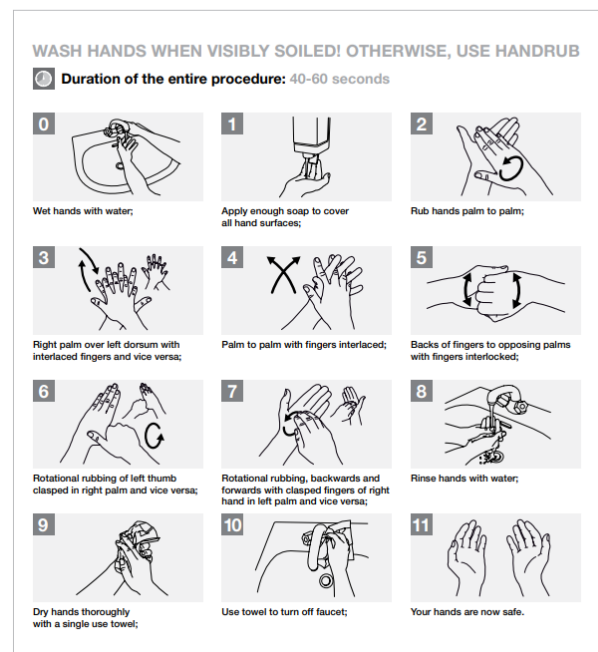 WASH HANDS WHEN VISIBLY SOILED! OTHERWISE, USE HANDRUB
Duration of the entire procedure: 40-60 seconds
0
Wet hands with water;
1
Apply enough soap to cover
all hand surfaces;
2
Rub hands palm to palm;
3
Right palm over left dorsum with
interlaced fingers and vice versa;
4
Palm to palm with fingers interlaced;
5
Backs of fingers to opposing palms
with fingers interlocked;
6
Rotational rubbing of left thumb
clasped in right palm and vice versa;
7
Rotational rubbing, backwards and
forwards with clasped fingers of right
hand in left palm and vice versa;
8
Rinse hands with water;
9
Dry hands thoroughly
with a single use towel;
10
Use towel to turn off faucet;
11
Your hands are now safe.